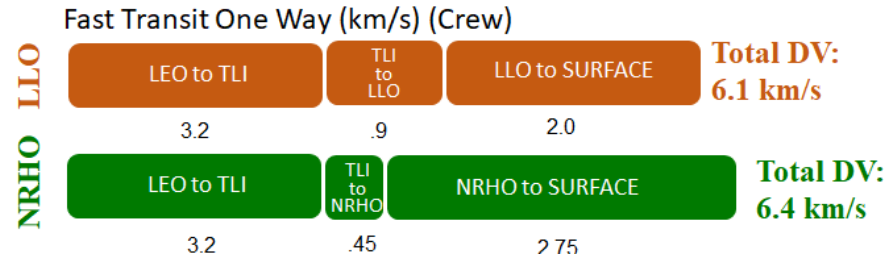 Fast Transit One Way (km/s) (Crew)
LLO
LEO to TLI
TLI
to
LLO
LLO to SURFACE
Total DV:
6.1 km/s
3.2
.9
2.0
NRHO
LEO to TLI
TLI
to
NRHO
NRHO to SURFACE
Total DV:
6.4 km/s
3.2
.45
2.75